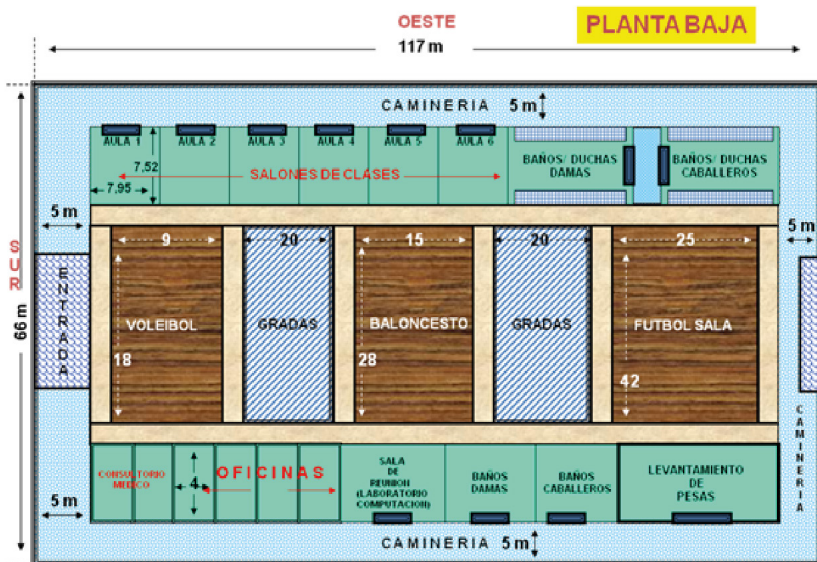 OESTE
PLANTA BAJA
117 m
CAMINERIA 5 m
AULA 1 AULA 2 AULA 3 AULA 4 AULA 5 AULA 6
7,52
SALONES DE CLASES
7,95
BAÑOS/ DUCHAS
DAMAS
BAÑOS/ DUCHAS
CABALLEROS
5 m
5 m
SUR
66 m
ENTRADA
9
20
15
20
25
VOLEIBOL
GRADAS
BALONCESTO
GRADAS
FUTBOL SALA
18
28
42
CAMINERIA
CONSULTORIO
MEDICO
4
OFICINAS
SALA
DE
REUNION
(LABORATORIO
COMPUTACION)
BAÑOS
DAMAS
BAÑOS
CABALLEROS
LEVANTAMIENTO
DE
PESAS
5 m
CAMINERIA 5 m